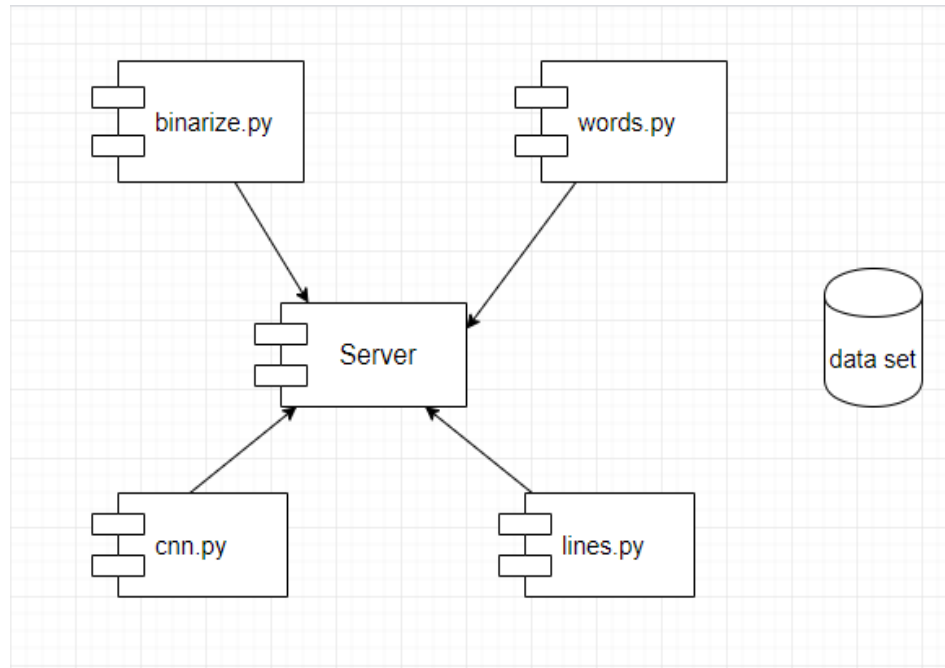 binarize.py
words.py
Server
data set
cnn.py
lines.py